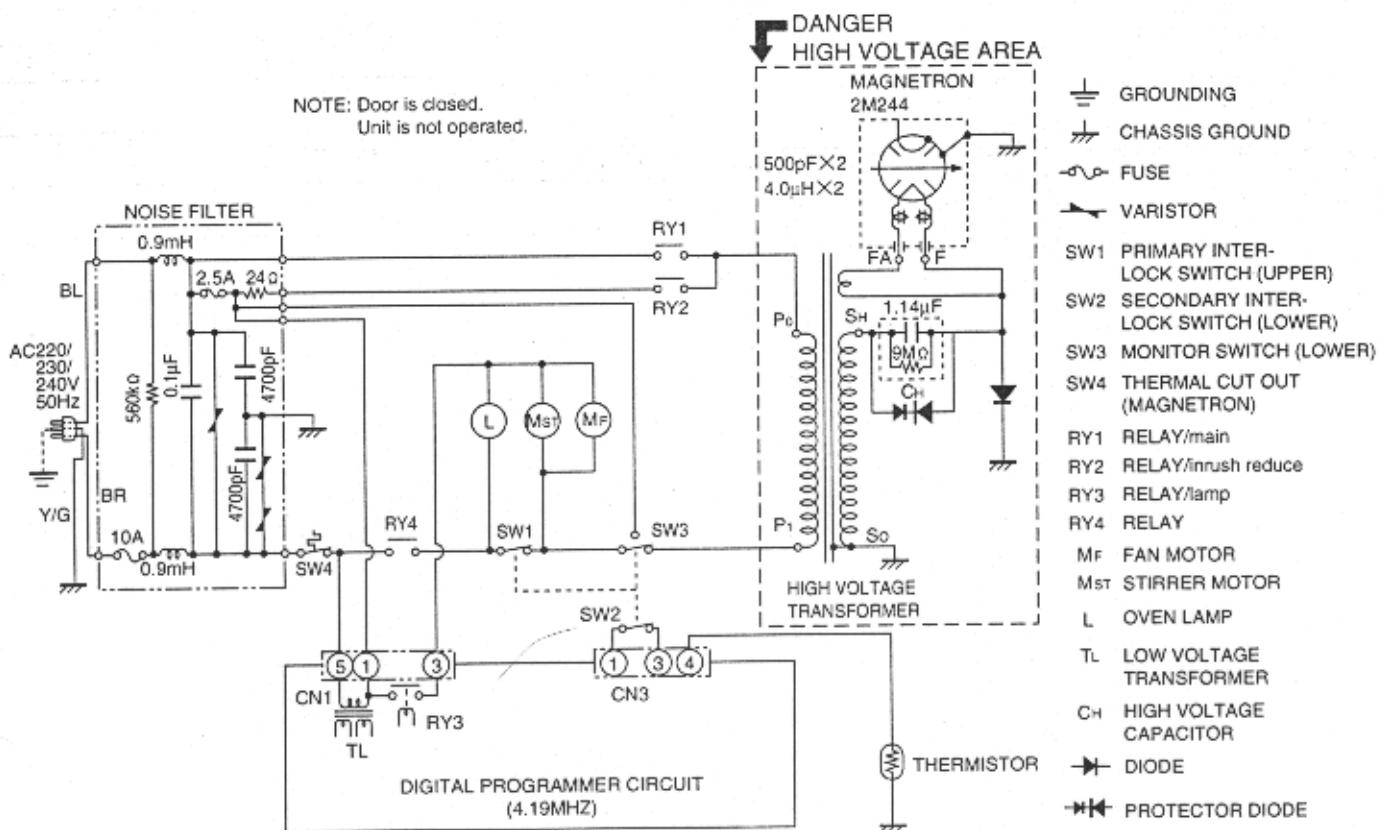 DANGER
HIGH VOLTAGE AREA
NOTE: Door is closed.
Unit is not operated.
MAGNETRON
2M244
500pF×2
4.0μH×2
FA
F
NOISE FILTER
0.9mH
2.5A
24Ω
BL
AC220/
230/
240V
50Hz
560kΩ
0.1μF
4700pF
4700pF
BR
Y/G
10A
0.9mH
RY1
RY2
L
MST
MF
SW4
RY4
SW1
SW3
SW2
P0
P1
SH
SO
1.14μF
9MΩ
CH
HIGH VOLTAGE
TRANSFORMER
5
1
3
CN1
RY3
TL
1
3
4
CN3
DIGITAL PROGRAMMER CIRCUIT
(4.19MHZ)
THERMISTOR
GROUNDING
CHASSIS GROUND
FUSE
VARISTOR
SW1 PRIMARY INTER-
LOCK SWITCH (UPPER)
SW2 SECONDARY INTER-
LOCK SWITCH (LOWER)
SW3 MONITOR SWITCH (LOWER)
SW4 THERMAL CUT OUT
(MAGNETRON)
RY1 RELAY/main
RY2 RELAY/inrush reduce
RY3 RELAY/lamp
RY4 RELAY
MF FAN MOTOR
MST STIRRER MOTOR
L OVEN LAMP
TL LOW VOLTAGE
TRANSFORMER
CH HIGH VOLTAGE
CAPACITOR
DIODE
PROTECTOR DIODE